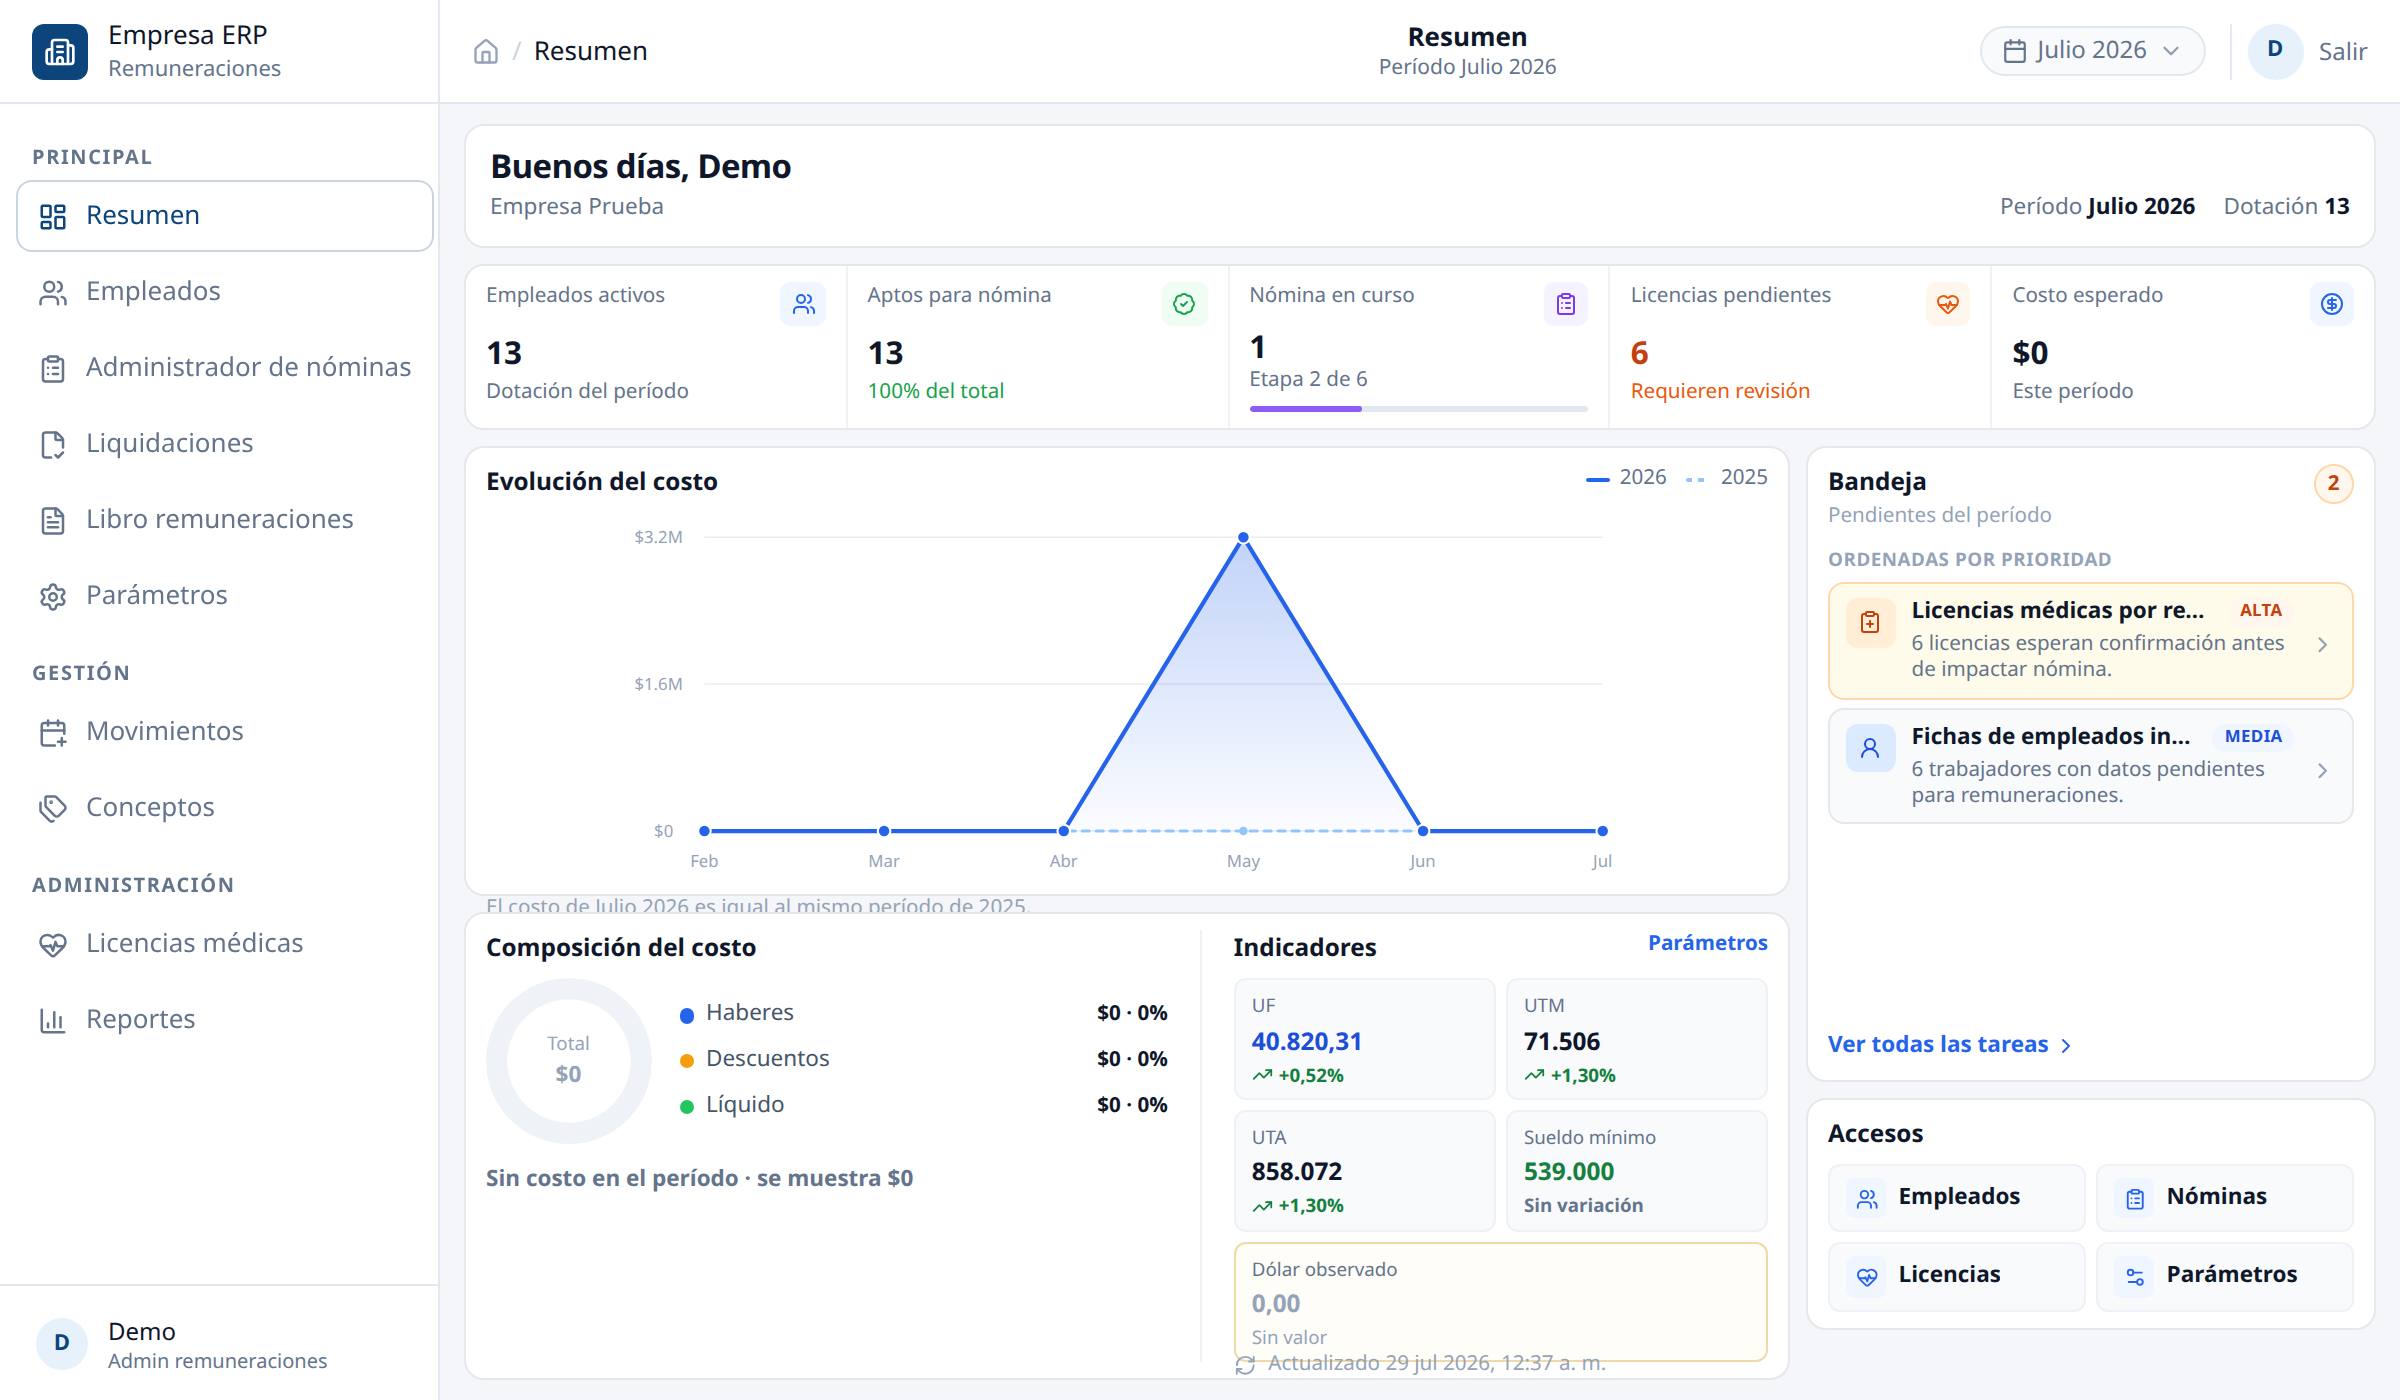 Empresa ERP
Remuneraciones
/ Resumen
Resumen
Período Julio 2026
Julio 2026
D
Salir
PRINCIPAL
Resumen
Empleados
Administrador de nóminas
Liquidaciones
Libro remuneraciones
Parámetros
GESTIÓN
Movimientos
Conceptos
ADMINISTRACIÓN
Licencias médicas
Reportes
D
Demo
Admin remuneraciones
Buenos días, Demo
Empresa Prueba
Período Julio 2026 Dotación 13
Empleados activos
13
Dotación del período
Aptos para nómina
13
100% del total
Nómina en curso
1
Etapa 2 de 6
Licencias pendientes
6
Requieren revisión
Costo esperado
$0
Este período
Evolución del costo
2026 2025
$3.2M
$1.6M
$0
Feb Mar Abr May Jun Jul
El costo de Julio 2026 es igual al mismo período de 2025.
Composición del costo
Total
$0
Haberes $0 · 0%
Descuentos $0 · 0%
Líquido $0 · 0%
Sin costo en el período · se muestra $0
Indicadores
Parámetros
UF
40.820,31
+0,52%
UTM
71.506
+1,30%
UTA
858.072
+1,30%
Sueldo mínimo
539.000
Sin variación
Dólar observado
0,00
Sin valor
Actualizado 29 jul 2026, 12:37 a. m.
Bandeja
2
Pendientes del período
ORDENADAS POR PRIORIDAD
Licencias médicas por re... ALTA
6 licencias esperan confirmación antes
de impactar nómina.
Fichas de empleados in... MEDIA
6 trabajadores con datos pendientes
para remuneraciones.
Ver todas las tareas
Accesos
Empleados
Nóminas
Licencias
Parámetros